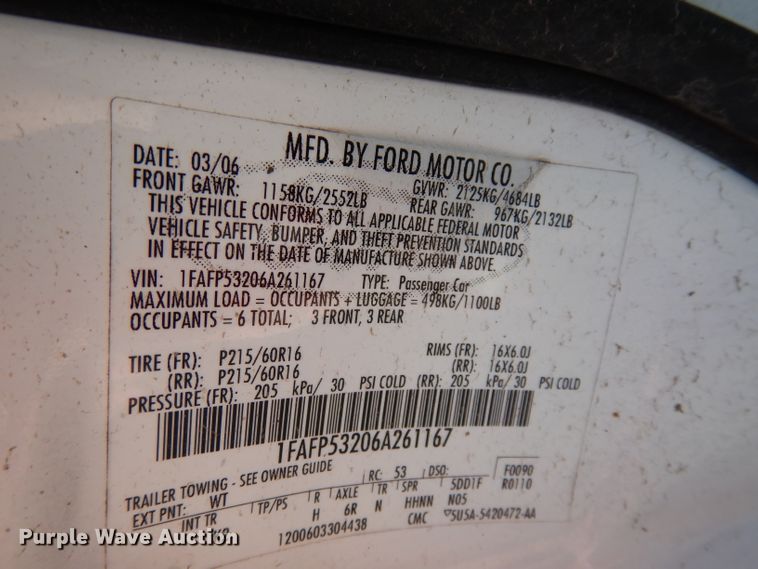 MFD. BY FORD MOTOR CO.
DATE: 03/06 GVWR: 2125KG/4684LB
FRONT GAWR: 1158KG/2552LB REAR GAWR: 967KG/2132LB
THIS VEHICLE CONFORMS TO ALL APPLICABLE FEDERAL MOTOR
VEHICLE SAFETY, BUMPER, AND THEFT PREVENTION STANDARDS
IN EFFECT ON THE DATE OF MANUFACTURE SHOWN ABOVE.
VIN: 1FAFP53206A261167 TYPE: Passenger Car
MAXIMUM LOAD = OCCUPANTS + LUGGAGE = 498KG/1100LB
OCCUPANTS = 6 TOTAL; 3 FRONT, 3 REAR
TIRE (FR): P215/60R16 RIMS (FR): 16X6.0J
(RR): P215/60R16 (RR): 16X6.0J
PRESSURE (FR): 205 kPa/ 30 PSI COLD (RR): 205 kPa/ 30 PSI COLD
1FAFP53206A261167
TRAILER TOWING - SEE OWNER GUIDE RC: 53 DSO: F0090
EXT PNT: WT TP/PS R AXLE TR SPR 5DD1F R0110
INT TR H 6R N HHNN N05
1200603304438 CMC 5U5A-5420472-AA
Purple Wave Auction